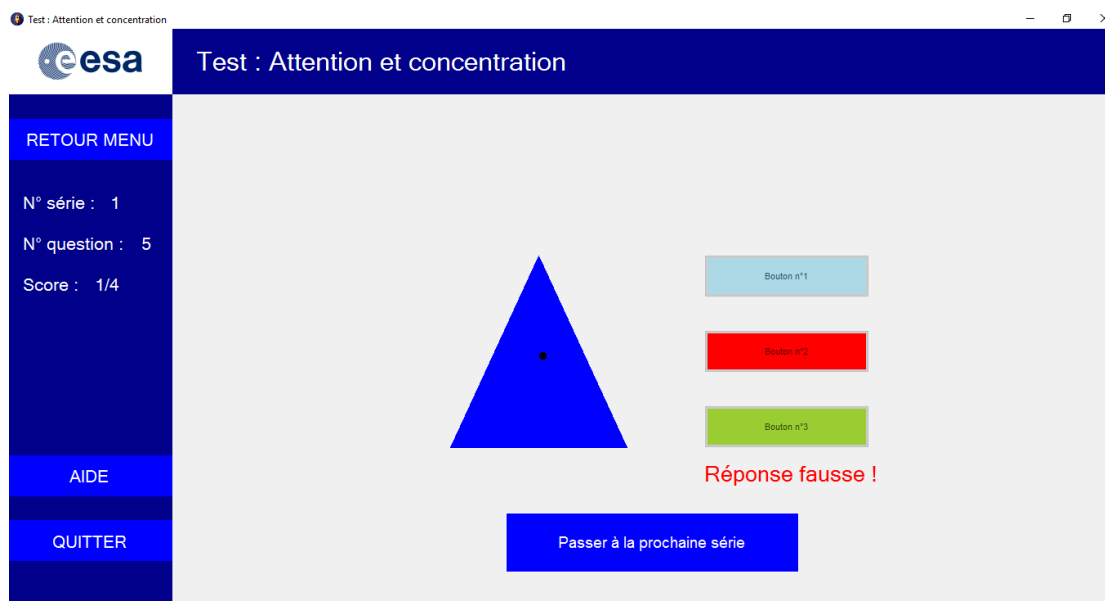 Test : Attention et concentration
esa
Test : Attention et concentration
RETOUR MENU
N° série : 1
N° question : 5
Score : 1/4
AIDE
QUITTER
Bouton n°1
Bouton n°2
Bouton n°3
Réponse fausse !
Passer à la prochaine série